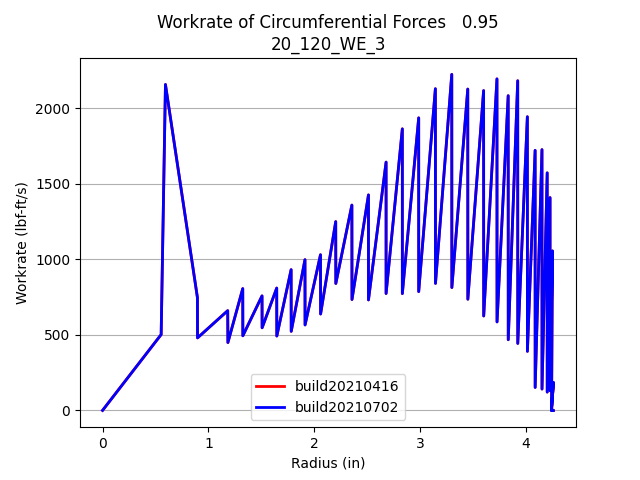 Workrate of Circumferential Forces 0.95
20_120_WE_3
Workrate (lbf-ft/s)
2000
1500
1000
500
0
build20210416
build20210702
0 1 2 3 4
Radius (in)